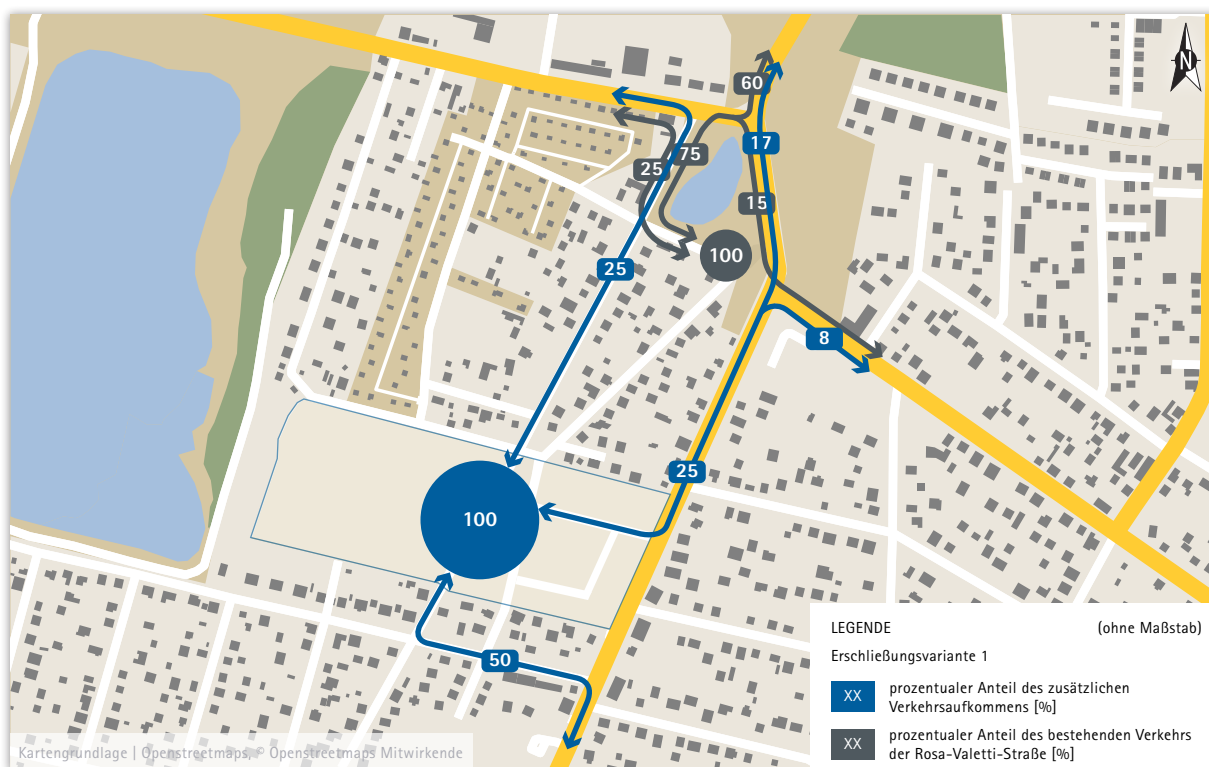 N
60
17
75
25
15
100
25
8
25
100
50
LEGENDE (ohne Maßstab)
Erschließungsvariante 1
XX prozentualer Anteil des zusätzlichen
Verkehrsaufkommens [%]
XX prozentualer Anteil des bestehenden Verkehrs
der Rosa-Valetti-Straße [%]
Kartengrundlage | Openstreetmaps, © Openstreetmaps Mitwirkende